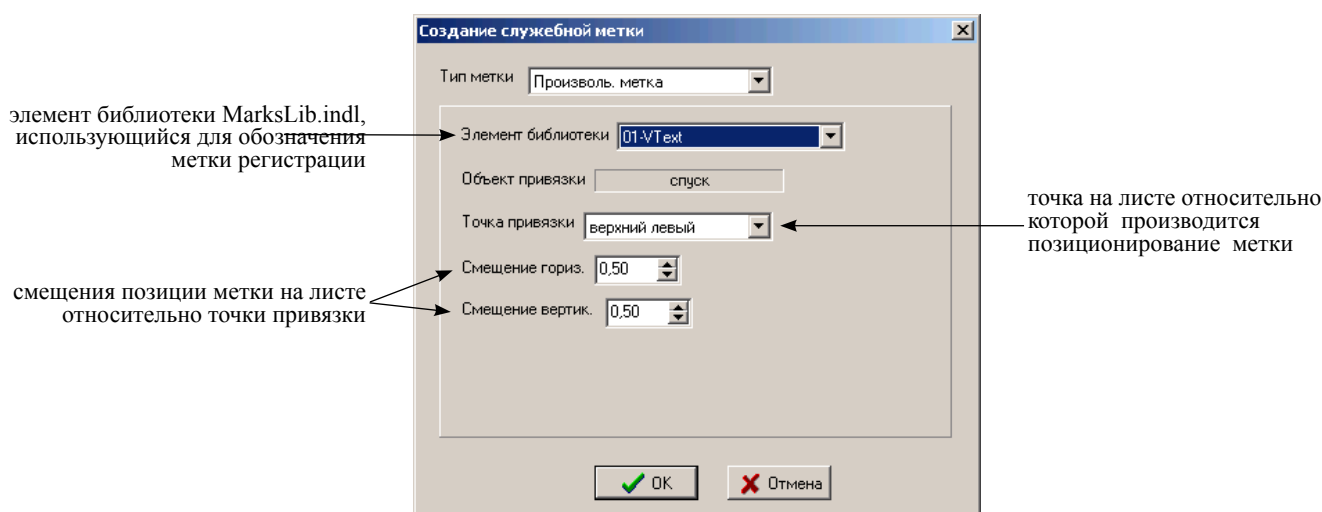 Создание служебной метки
Тип метки Произволь. метка
элемент библиотеки MarksLib.indl,
использующийся для обозначения
метки регистрации
Элемент библиотеки 01-VText
Объект привязки спуск
Точка привязки верхний левый
точка на листе относительно
которой производится
позиционирование метки
Смещение гориз. 0,50
Смещение вертик. 0,50
смещения позиции метки на листе
относительно точки привязки
OK Отмена